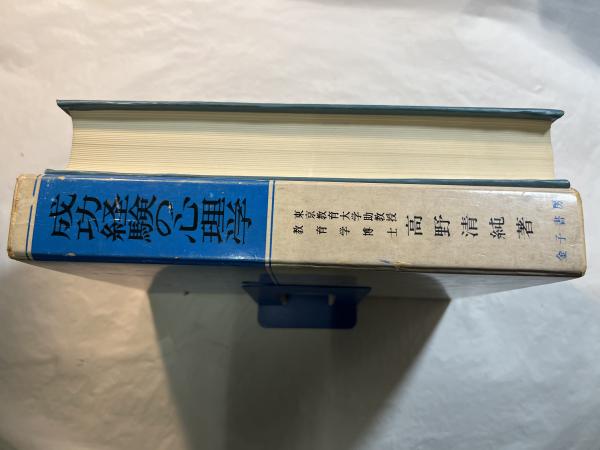 成功経験の心理学
東京教育大学助教授
教育学博士
高野清純著
金子書房